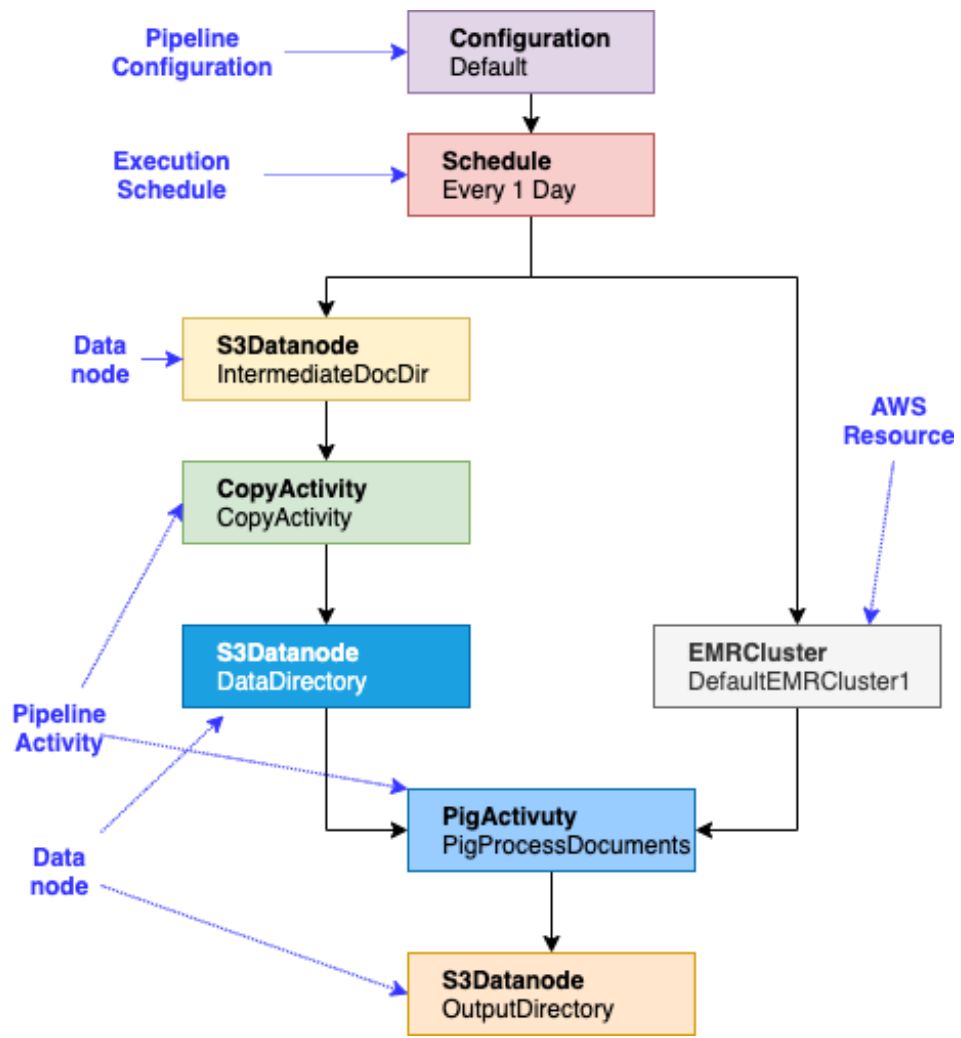 Pipeline
Configuration
Configuration
Default
Execution
Schedule
Schedule
Every 1 Day
Data
node
S3Datanode
IntermediateDocDir
AWS
Resource
CopyActivity
CopyActivity
S3Datanode
DataDirectory
EMRCluster
DefaultEMRCluster1
Pipeline
Activity
PigActivuty
PigProcessDocuments
Data
node
S3Datanode
OutputDirectory